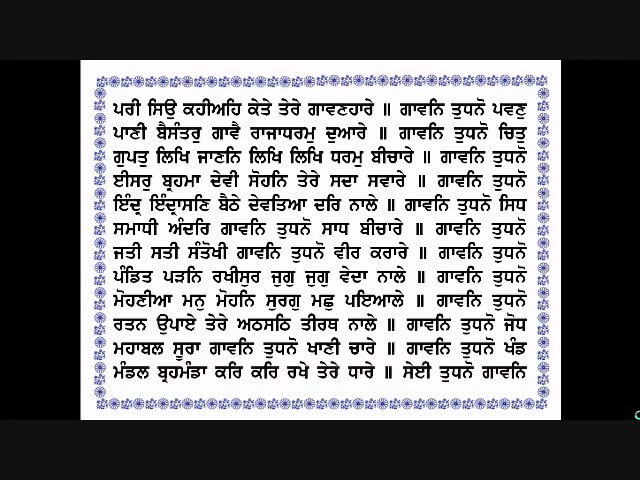 ਪਰੀ ਸਿਉ ਕਹੀਅਹਿ ਕੇਤੇ ਤੇਰੇ ਗਾਵਣਹਾਰੇ ॥ ਗਾਵਨਿ ਤੁਧਨੋ ਪਵਣੁ
ਪਾਣੀ ਬੈਸੰਤਰੁ ਗਾਵੈ ਰਾਜਾਧਰਮੁ ਦੁਆਰੇ ॥ ਗਾਵਨਿ ਤੁਧਨੋ ਚਿਤੁ
ਗੁਪਤੁ ਲਿਖਿ ਜਾਣਨਿ ਲਿਖਿ ਲਿਖਿ ਧਰਮੁ ਬੀਚਾਰੇ ॥ ਗਾਵਨਿ ਤੁਧਨੋ
ਈਸਰੁ ਬ੍ਰਹਮਾ ਦੇਵੀ ਸੋਹਨਿ ਤੇਰੇ ਸਦਾ ਸਵਾਰੇ ॥ ਗਾਵਨਿ ਤੁਧਨੋ
ਇੰਦ੍ਰ ਇੰਦ੍ਰਾਸਣਿ ਬੈਠੇ ਦੇਵਤਿਆ ਦਰਿ ਨਾਲੇ ॥ ਗਾਵਨਿ ਤੁਧਨੋ ਸਿਧ
ਸਮਾਧੀ ਅੰਦਰਿ ਗਾਵਨਿ ਤੁਧਨੋ ਸਾਧ ਬੀਚਾਰੇ ॥ ਗਾਵਨਿ ਤੁਧਨੋ
ਜਤੀ ਸਤੀ ਸੰਤੋਖੀ ਗਾਵਨਿ ਤੁਧਨੋ ਵੀਰ ਕਰਾਰੇ ॥ ਗਾਵਨਿ ਤੁਧਨੋ
ਪੰਡਿਤ ਪੜਨਿ ਰਖੀਸੁਰ ਜੁਗੁ ਜੁਗੁ ਵੇਦਾ ਨਾਲੇ ॥ ਗਾਵਨਿ ਤੁਧਨੋ
ਮੋਹਣੀਆ ਮਨੁ ਮੋਹਨਿ ਸੁਰਗੁ ਮਛੁ ਪਇਆਲੇ ॥ ਗਾਵਨਿ ਤੁਧਨੋ
ਰਤਨ ਉਪਾਏ ਤੇਰੇ ਅਠਸਠਿ ਤੀਰਥ ਨਾਲੇ ॥ ਗਾਵਨਿ ਤੁਧਨੋ ਜੋਧ
ਮਹਾਬਲ ਸੂਰਾ ਗਾਵਨਿ ਤੁਧਨੋ ਖਾਣੀ ਚਾਰੇ ॥ ਗਾਵਨਿ ਤੁਧਨੋ ਖੰਡ
ਮੰਡਲ ਬ੍ਰਹਮੰਡਾ ਕਰਿ ਕਰਿ ਰਖੇ ਤੇਰੇ ਧਾਰੇ ॥ ਸੇਈ ਤੁਧਨੋ ਗਾਵਨਿ